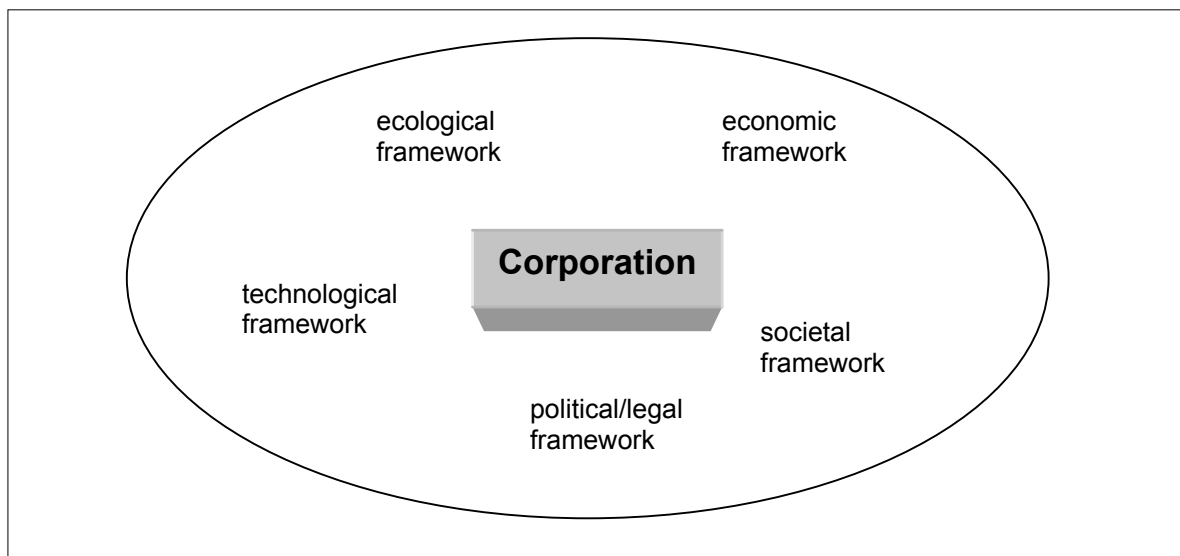 ecological
framework
economic
framework
Corporation
technological
framework
societal
framework
political/legal
framework